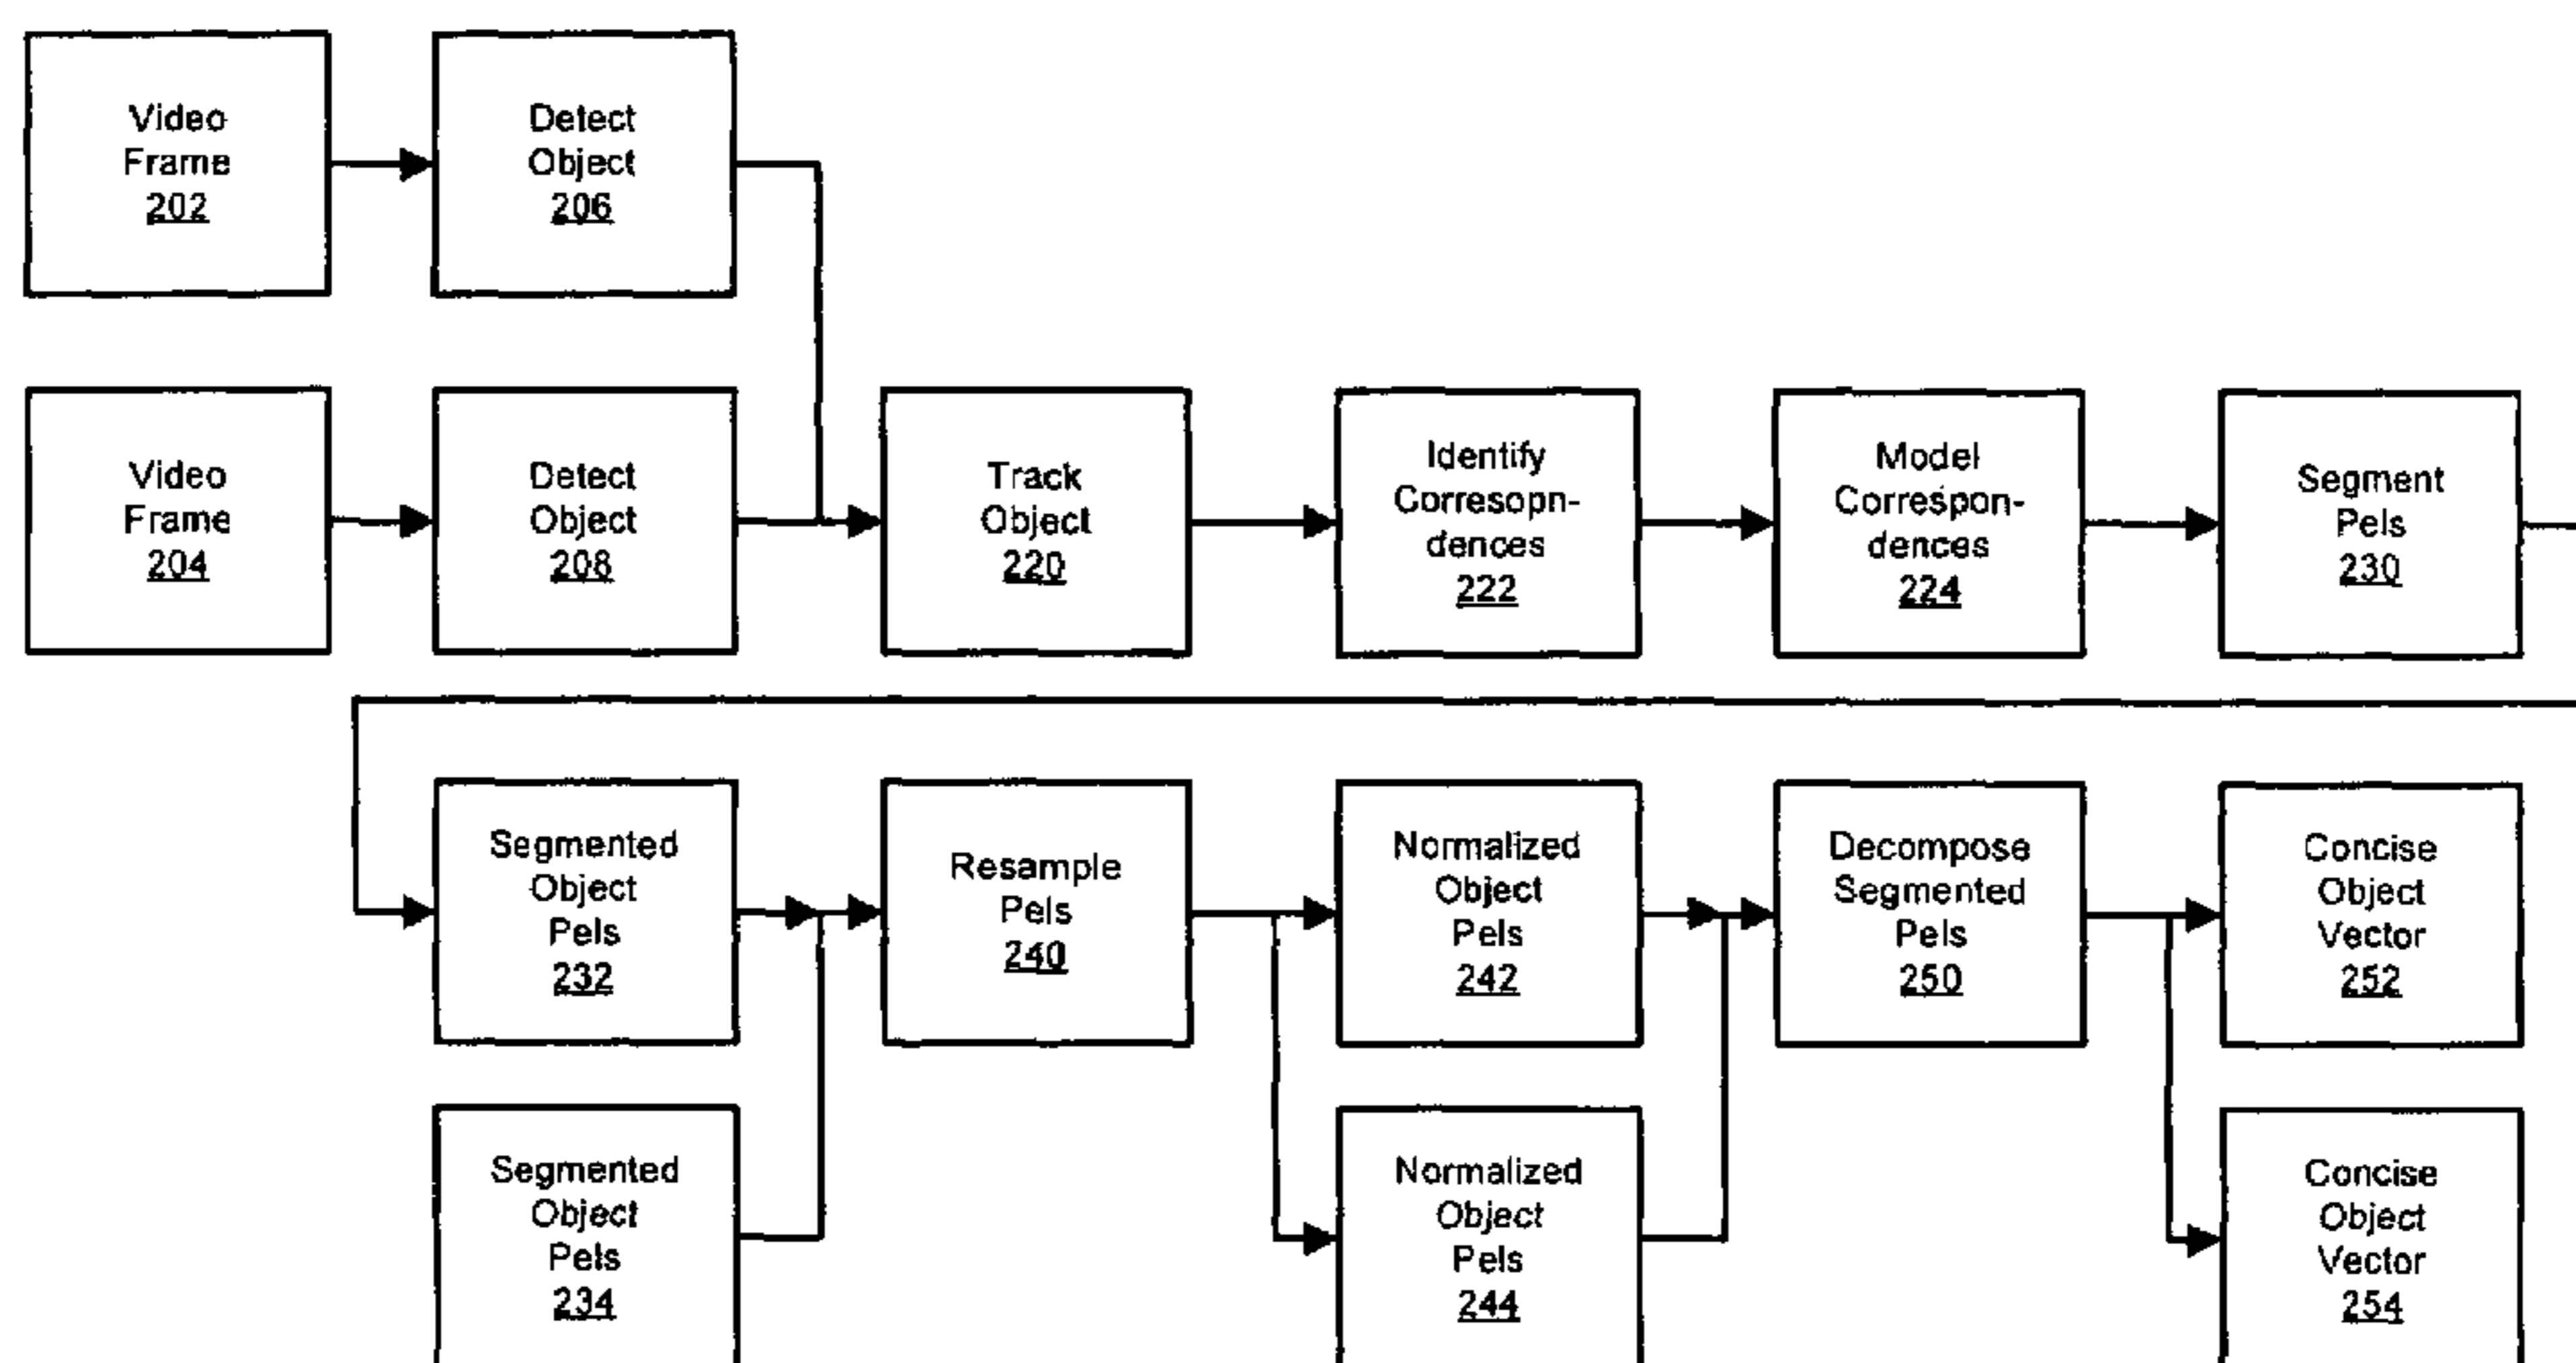 Video
Frame
202
Detect
Object
206
Video
Frame
204
Detect
Object
208
Track
Object
220
Identify
Corresopn-
dences
222
Model
Correspon-
dences
224
Segment
Pels
230
Segmented
Object
Pels
232
Resample
Pels
240
Normalized
Object
Pels
242
Decompose
Segmented
Pels
250
Concise
Object
Vector
252
Segmented
Object
Pels
234
Normalized
Object
Pels
244
Concise
Object
Vector
254